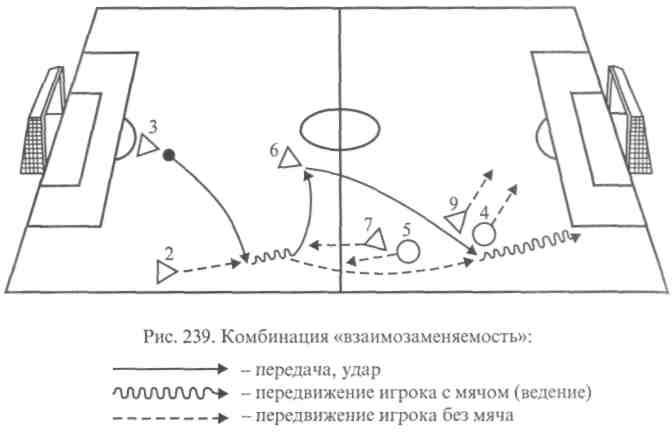 3
6
2
7
5
9
4
Рис. 239. Комбинация «взаимозаменяемость»:
– передача, удар
– передвижение игрока с мячом (ведение)
– передвижение игрока без мяча